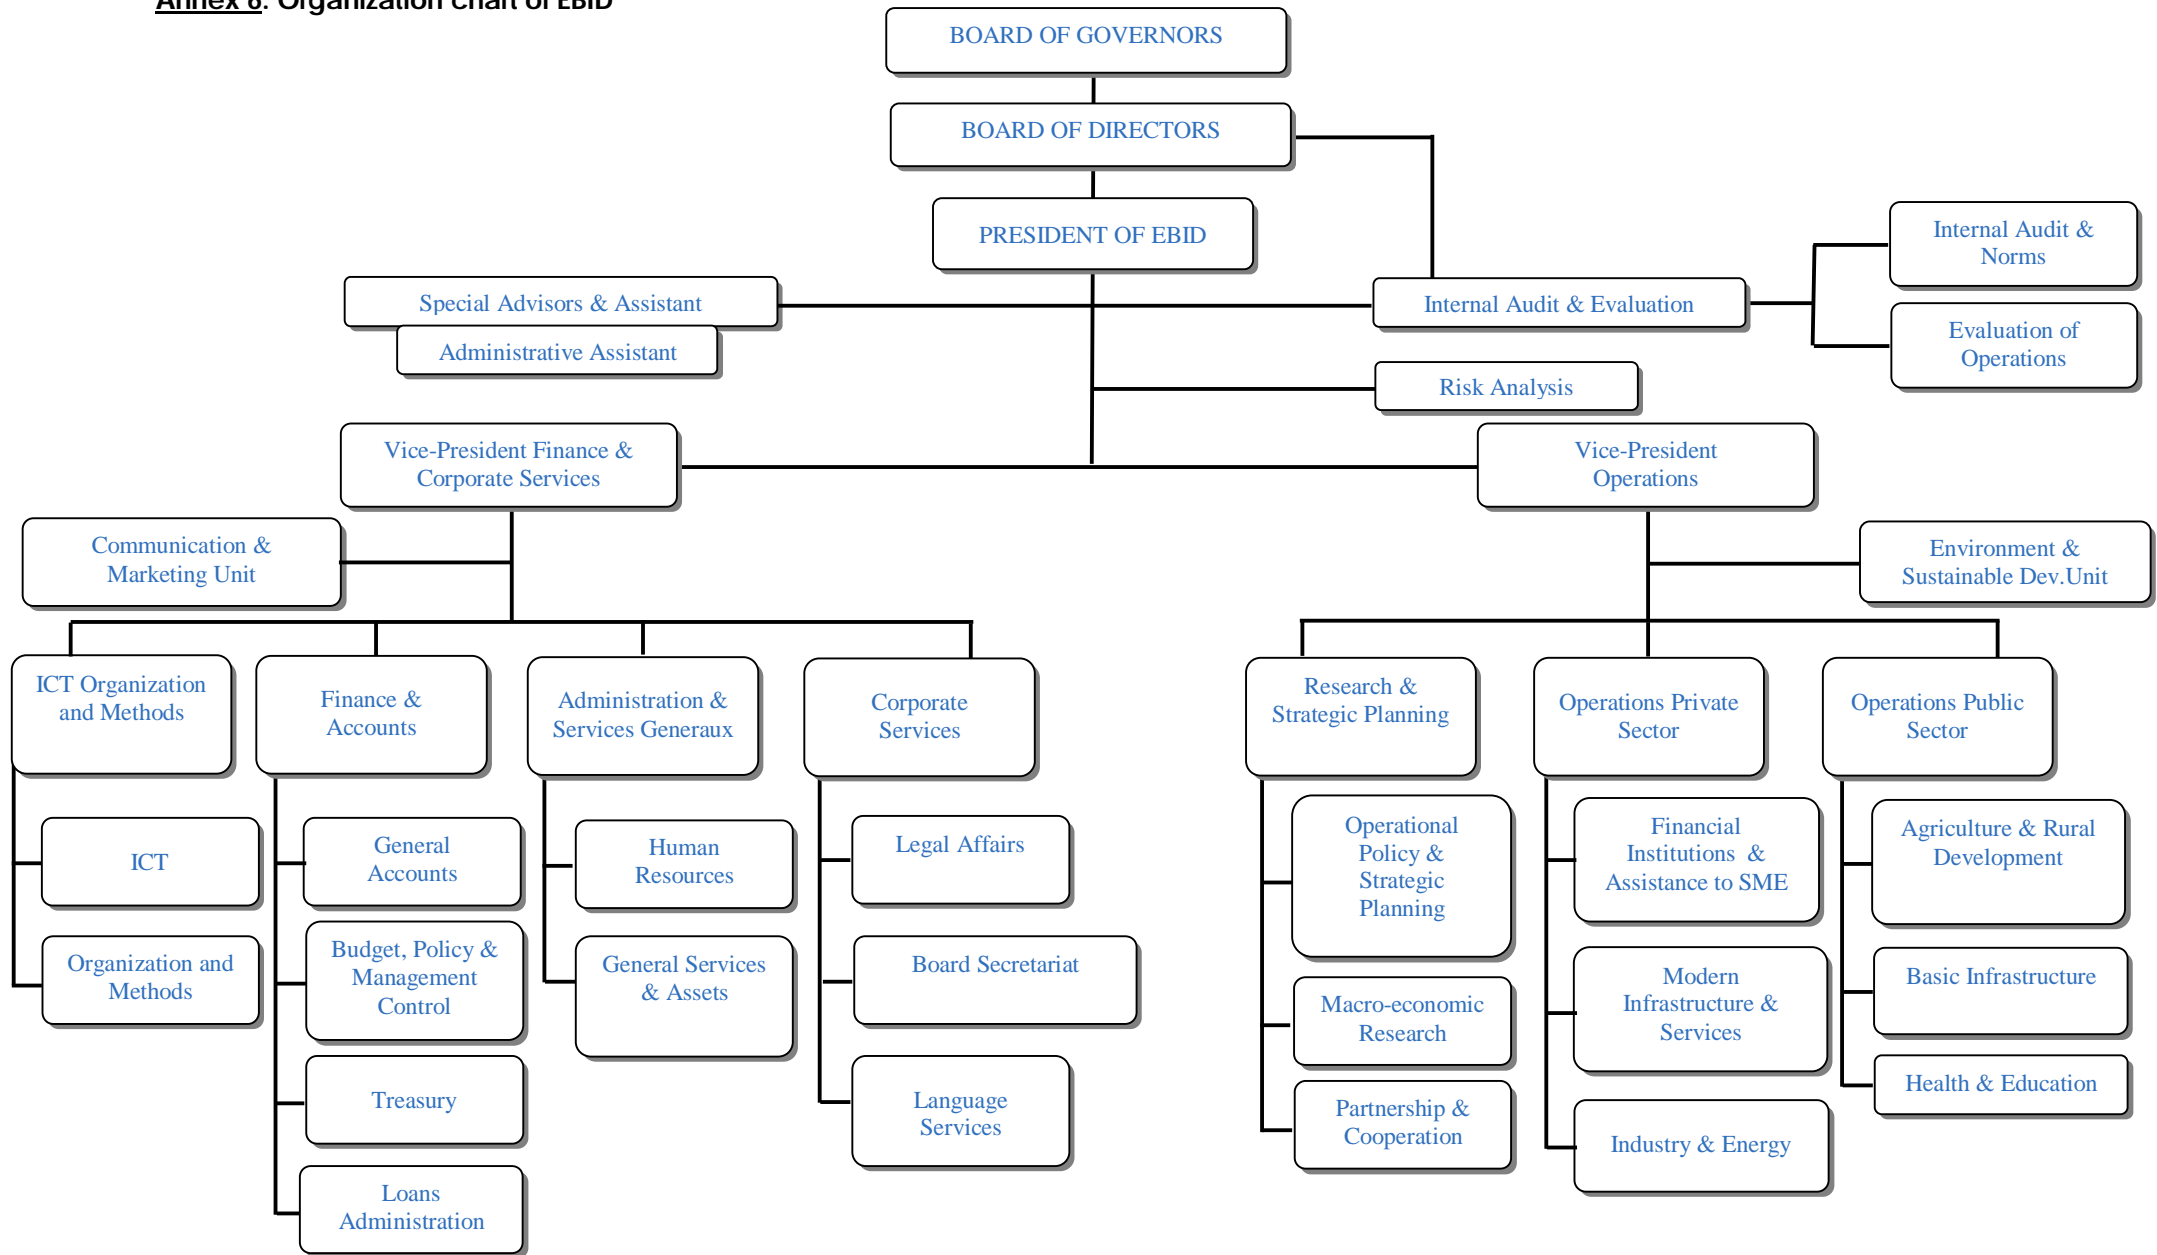 Annex 6: Organization Chart of EBID
BOARD OF GOVERNORS
BOARD OF DIRECTORS
PRESIDENT OF EBID
Internal Audit &
Norms
Special Advisors & Assistant
Internal Audit & Evaluation
Administrative Assistant
Evaluation of
Operations
Risk Analysis
Vice-President Finance &
Corporate Services
Vice-President
Operations
Communication &
Marketing Unit
Environment &
Sustainable Dev.Unit
ICT Organization
and Methods
Finance &
Accounts
Administration &
Services Generaux
Corporate
Services
Research &
Strategic Planning
Operations Private
Sector
Operations Public
Sector
ICT
Organization and
Methods
General
Accounts
Budget, Policy &
Management
Control
Treasury
Loans
Administration
Human
Resources
General Services
& Assets
Legal Affairs
Board Secretariat
Language
Services
Operational
Policy &
Strategic
Planning
Macro-economic
Research
Partnership &
Cooperation
Financial
Institutions &
Assistance to SME
Modern
Infrastructure &
Services
Industry & Energy
Agriculture & Rural
Development
Basic Infrastructure
Health & Education